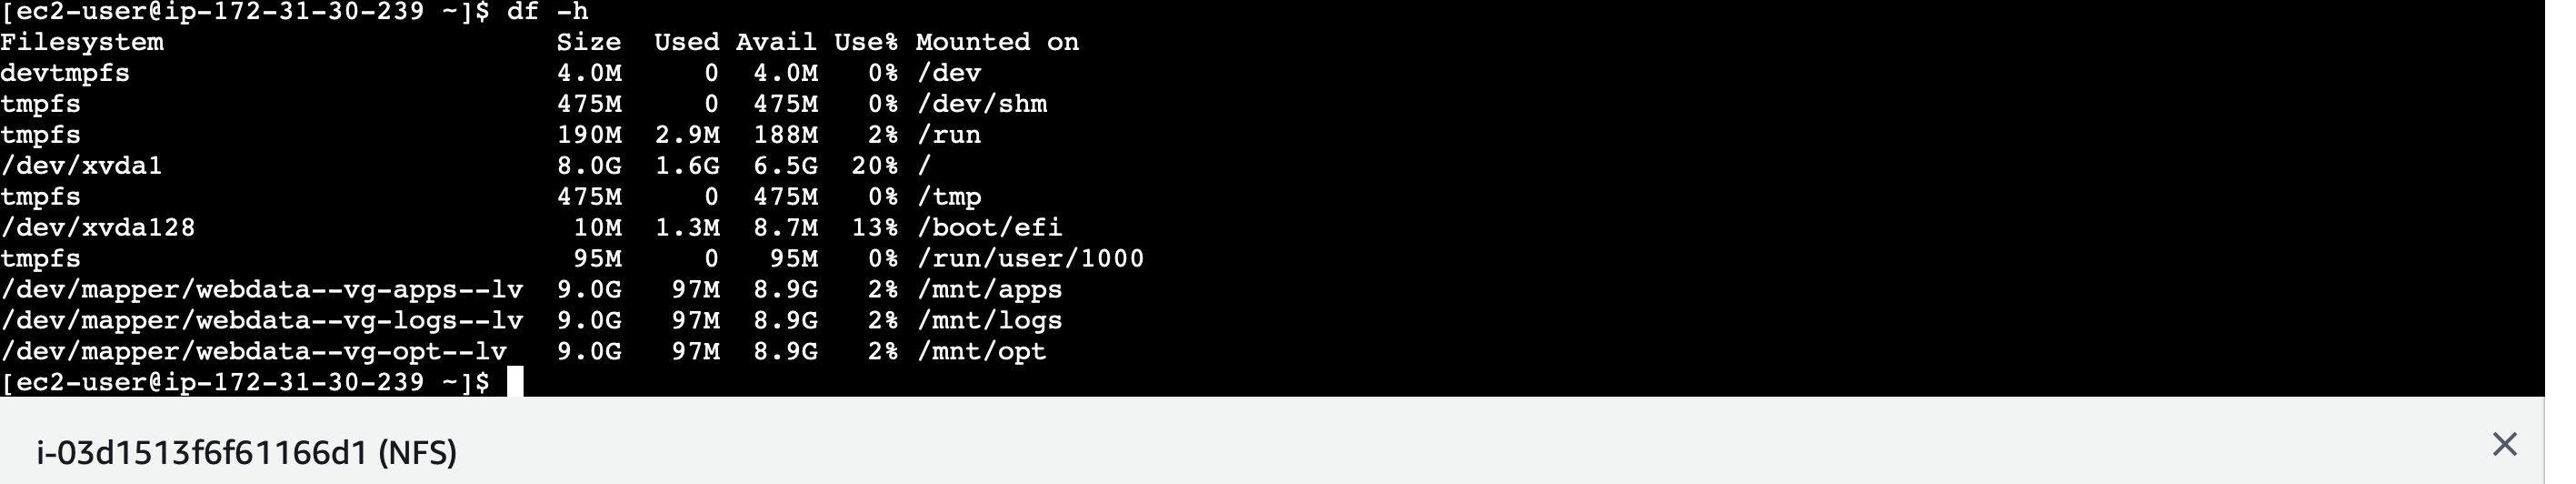 [ec2-user@ip-172-31-30-239 ~]$ df -h
Filesystem                         Size  Used Avail Use% Mounted on
devtmpfs                           4.0M     0  4.0M   0% /dev
tmpfs                              475M     0  475M   0% /dev/shm
tmpfs                              190M  2.9M  188M   2% /run
/dev/xvda1                         8.0G  1.6G  6.5G  20% /
tmpfs                              475M     0  475M   0% /tmp
/dev/xvda128                        10M  1.3M  8.7M  13% /boot/efi
tmpfs                               95M     0   95M   0% /run/user/1000
/dev/mapper/webdata--vg-apps--lv  9.0G   97M  8.9G   2% /mnt/apps
/dev/mapper/webdata--vg-logs--lv  9.0G   97M  8.9G   2% /mnt/logs
/dev/mapper/webdata--vg-opt--lv   9.0G   97M  8.9G   2% /mnt/opt
[ec2-user@ip-172-31-30-239 ~]$
i-03d1513f6f61166d1 (NFS)